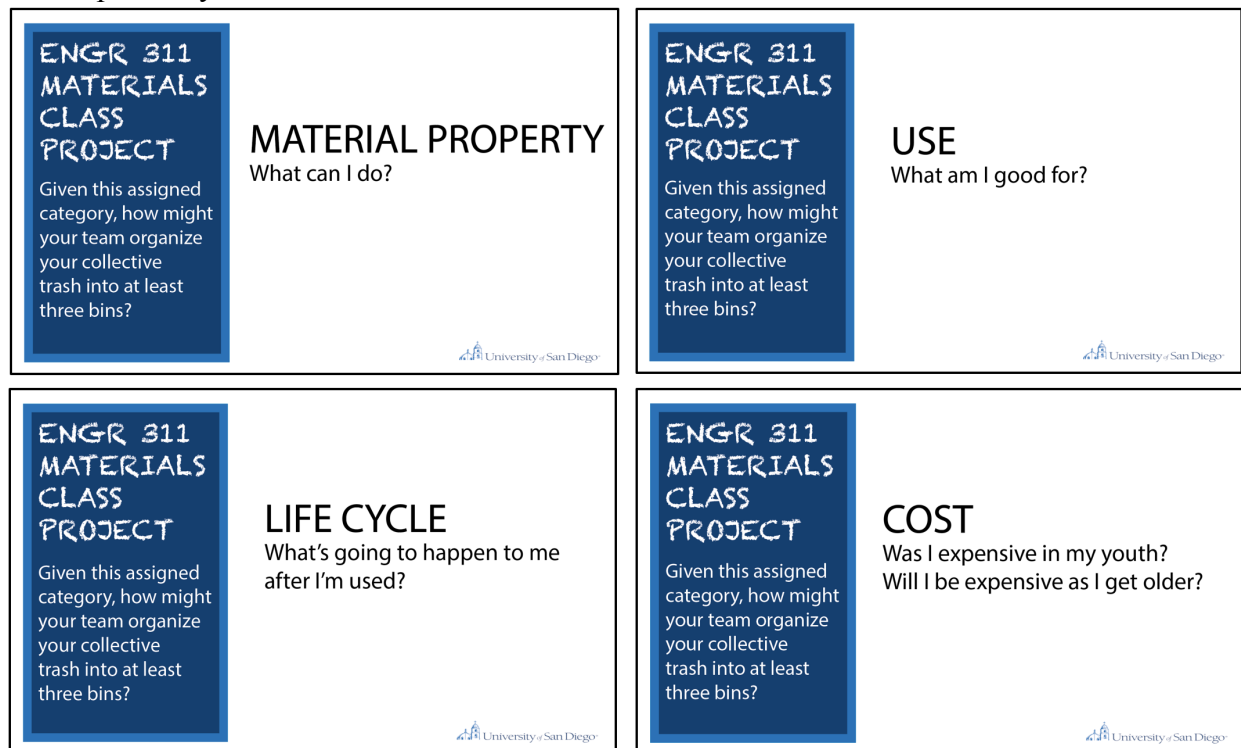 ENGR 311
MATERIALS
CLASS
PROJECT
Given this assigned
category, how might
your team organize
your collective
trash into at least
three bins?
MATERIAL PROPERTY
What can I do?
University of San Diego
ENGR 311
MATERIALS
CLASS
PROJECT
Given this assigned
category, how might
your team organize
your collective
trash into at least
three bins?
USE
What am I good for?
University of San Diego
ENGR 311
MATERIALS
CLASS
PROJECT
Given this assigned
category, how might
your team organize
your collective
trash into at least
three bins?
LIFE CYCLE
What's going to happen to me
after I'm used?
University of San Diego
ENGR 311
MATERIALS
CLASS
PROJECT
Given this assigned
category, how might
your team organize
your collective
trash into at least
three bins?
COST
Was I expensive in my youth?
Will I be expensive as I get older?
University of San Diego